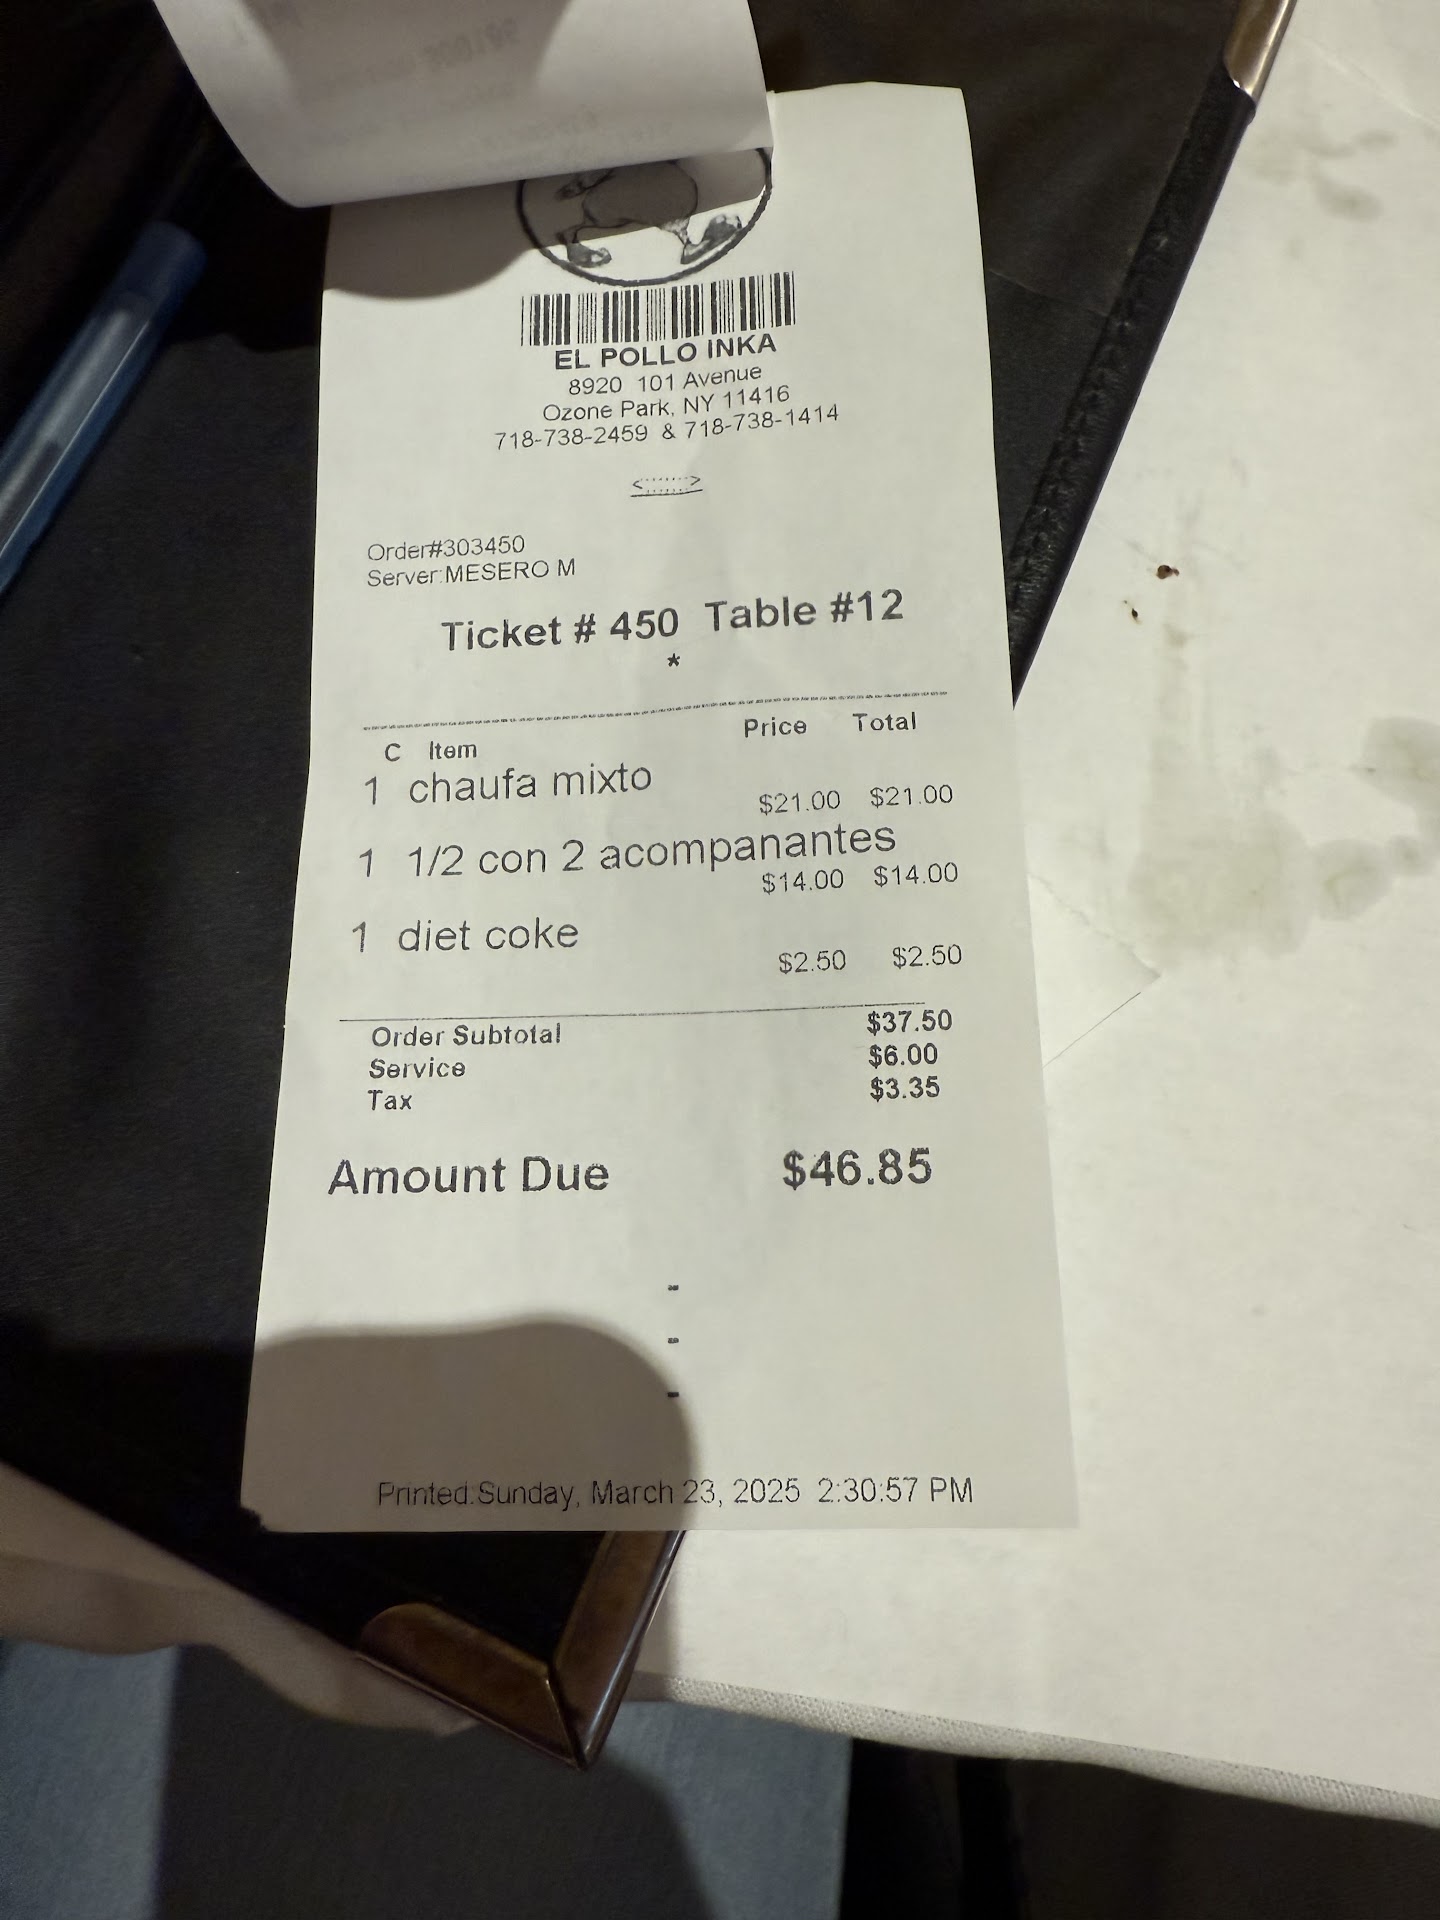 EL POLLO INKA
8920 101 Avenue
Ozone Park, NY 11416
718-738-2459 & 718-738-1414
Order#303450
Server:MESERO M
Ticket # 450 Table #12
*
C Item Price Total
1 chaufa mixto
$21.00 $21.00
1 1/2 con 2 acompanantes
$14.00 $14.00
1 diet coke
$2.50 $2.50
Order Subtotal $37.50
Service $6.00
Tax $3.35
Amount Due $46.85
-
-
-
Printed:Sunday, March 23, 2025 2:30:57 PM